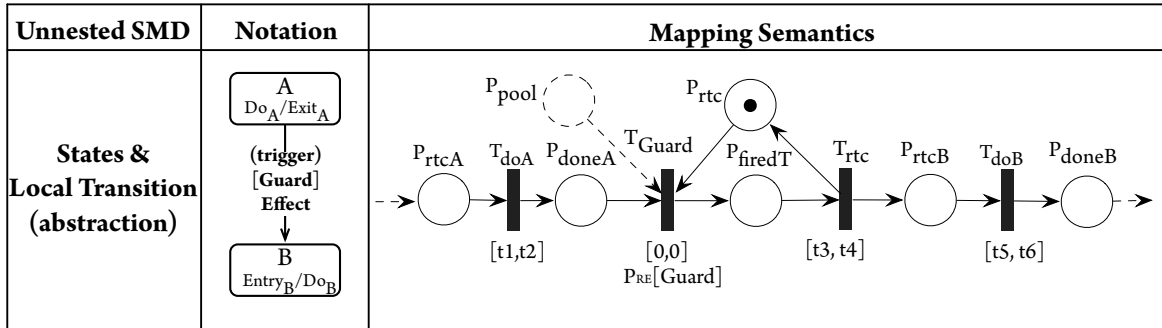 Unnested SMD Notation Mapping Semantics
States &
Local Transition
(abstraction)
A
DoA/ExitA
(trigger)
[Guard]
Effect
B
EntryB/DoB
Ppool
Prtc
TGuard
PrtcA TdoA PdoneA PfiredT Trtc PrtcB TdoB PdoneB
[t1,t2] [0,0] [t3, t4] [t5, t6]
PRE[Guard]